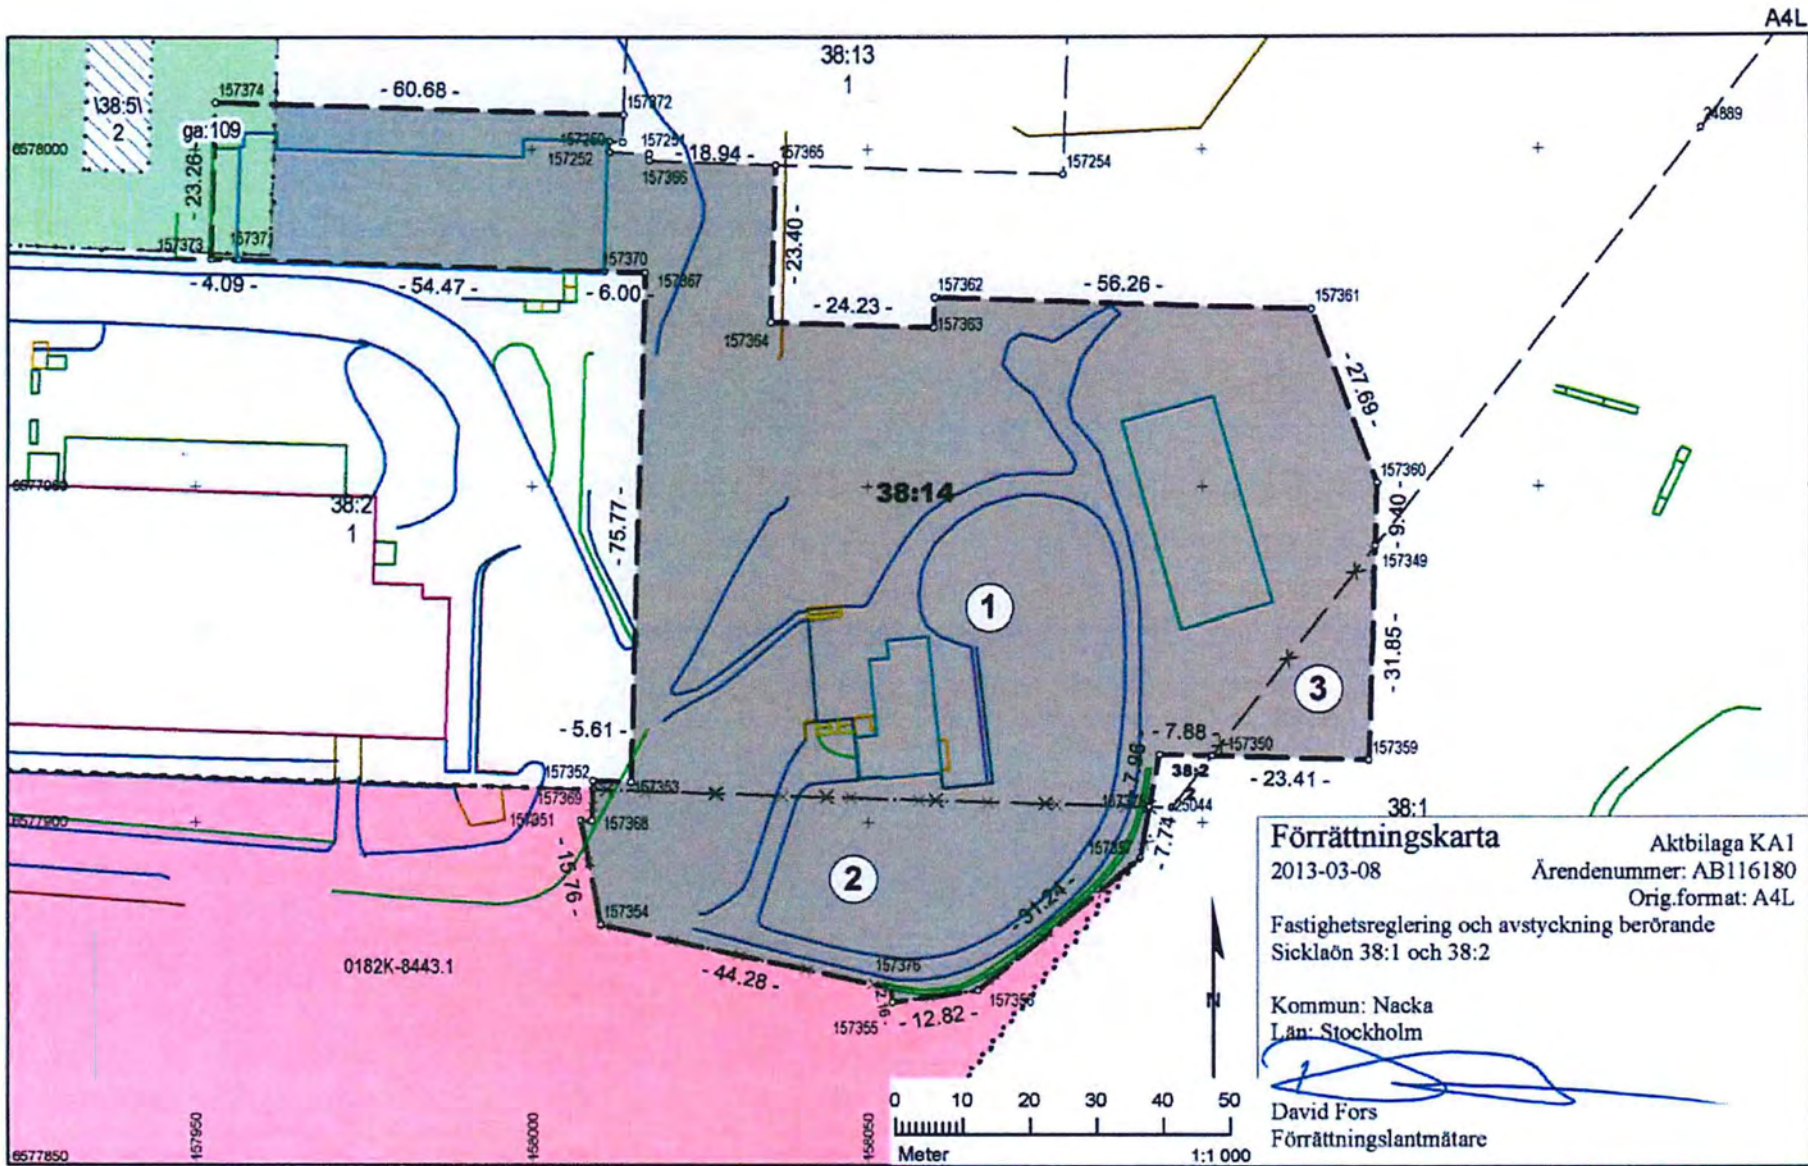 A4L
38:13
1
157374
- 60.68 -
157372
24889
\38:5\
2
ga:109
6578000
157252
157251
- 18.94 -
157365
157254
157366
- 23.26 -
- 23.40 -
157373
157371
157370
157367
- 4.09 -
- 54.47 -
- 6.00 -
157362
- 56.26 -
157361
- 24.23 -
157363
157364
- 27.69 -
157360
38:14
38:2
1
- 9.40 -
157349
- 75.77 -
1
- 31.85 -
3
- 5.61 -
- 7.88 -
157350
157359
38:2
2
- 23.41 -
- 7.96 -
157352
157353
157369
157351
157368
25044
38:1
6577900
- 7.74 -
- 15.76 -
2
157354
- 31.24 -
157376
0182K-8443.1
- 44.28 -
157355
- 12.82 -
N
157950
158000
158050
6577850
0 10 20 30 40 50
Meter
1:1 000
Förrättningskarta
Aktbilaga KA1
2013-03-08
Ärendenummer: AB116180
Orig.format: A4L
Fastighetsreglering och avstyckning berörande
Sicklaön 38:1 och 38:2
Kommun: Nacka
Län: Stockholm
David Fors
Förrättningslantmätare